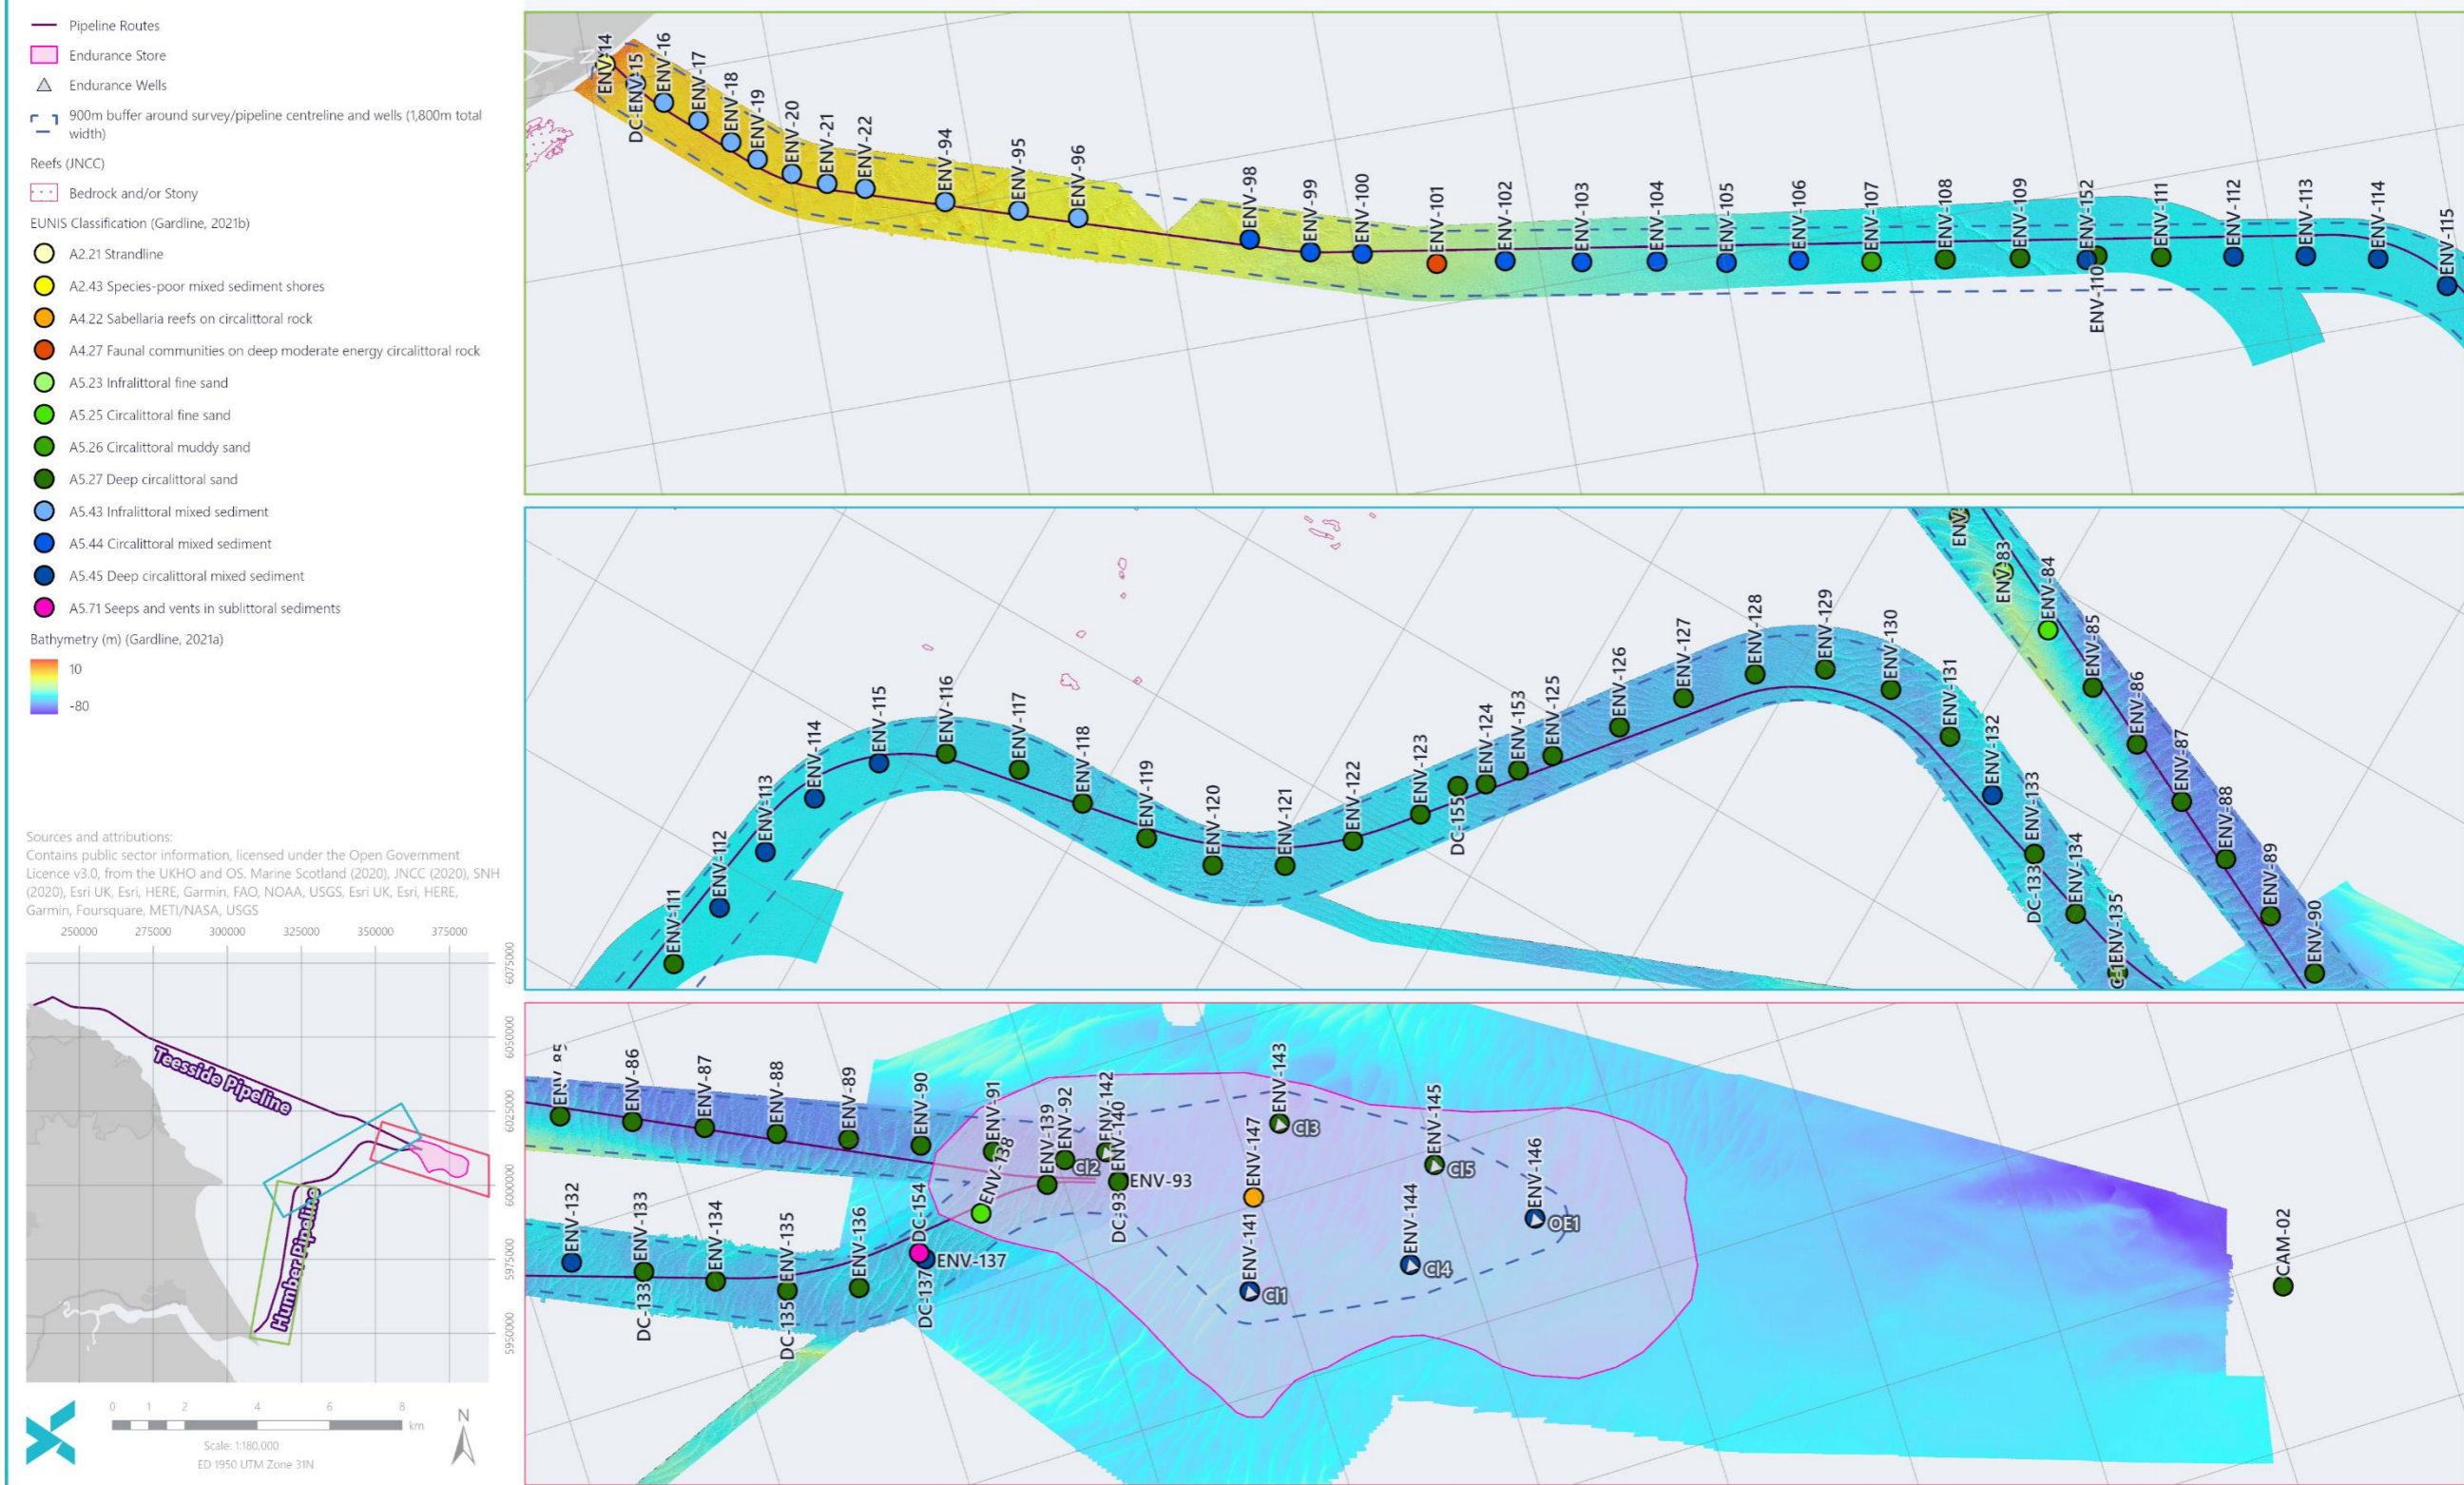 Pipeline Routes
Endurance Store
Endurance Wells
900m buffer around survey/pipeline centreline and wells (1,800m total
width)
Reefs (JNCC)
Bedrock and/or Stony
EUNIS Classification (Gardline, 2021b)
A2.21 Strandline
A2.43 Species-poor mixed sediment shores
A4.22 Sabellaria reefs on circalittoral rock
A4.27 Faunal communities on deep moderate energy circalittoral rock
A5.23 Infralittoral fine sand
A5.25 Circalittoral fine sand
A5.26 Circalittoral muddy sand
A5.27 Deep circalittoral sand
A5.43 Infralittoral mixed sediment
A5.44 Circalittoral mixed sediment
A5.45 Deep circalittoral mixed sediment
A5.71 Seeps and vents in sublittoral sediments
Bathymetry (m) (Gardline, 2021a)
10
-80
Sources and attributions:
Contains public sector information, licensed under the Open Government
Licence v3.0, from the UKHO and OS. Marine Scotland (2020), JNCC (2020), SNH
(2020), Esri UK, Esri, HERE, Garmin, FAO, NOAA, USGS, Esri UK, Esri, HERE,
Garmin, Foursquare, METI/NASA, USGS
250000
275000
300000
325000
350000
375000
6075000
6050000
6025000
6000000
5975000
5950000
Teesside Pipeline
Humber Pipeline
0
1
2
4
6
8
km
Scale: 1:180,000
ED 1950 UTM Zone 31N
N
ENV-14
DC-ENV-15
ENV-16
ENV-17
ENV-18
ENV-19
ENV-20
ENV-21
ENV-22
ENV-94
ENV-95
ENV-96
ENV-98
ENV-99
ENV-100
ENV-101
ENV-102
ENV-103
ENV-104
ENV-105
ENV-106
ENV-107
ENV-108
ENV-109
ENV-152
ENV-110
ENV-111
ENV-112
ENV-113
ENV-114
ENV-115
ENV-111
ENV-112
ENV-113
ENV-114
ENV-115
ENV-116
ENV-117
ENV-118
ENV-119
ENV-120
ENV-121
ENV-122
ENV-123
DC-155
ENV-124
ENV-153
ENV-125
ENV-126
ENV-127
ENV-128
ENV-129
ENV-130
ENV-131
ENV-132
ENV-133
DC-133
ENV-134
ENV-135
ENV-83
ENV-84
ENV-85
ENV-86
ENV-87
ENV-88
ENV-89
ENV-90
ENV-85
ENV-86
ENV-87
ENV-88
ENV-89
ENV-90
ENV-91
ENV-138
ENV-139
ENV-92
CI2
ENV-142
ENV-140
DC-93
ENV-93
ENV-132
ENV-133
DC-133
ENV-134
ENV-135
DC-135
ENV-136
DC-154
DC-137
ENV-137
ENV-143
CI3
ENV-147
ENV-141
CI1
ENV-145
CI5
ENV-144
CI4
ENV-146
OE1
CAM-02